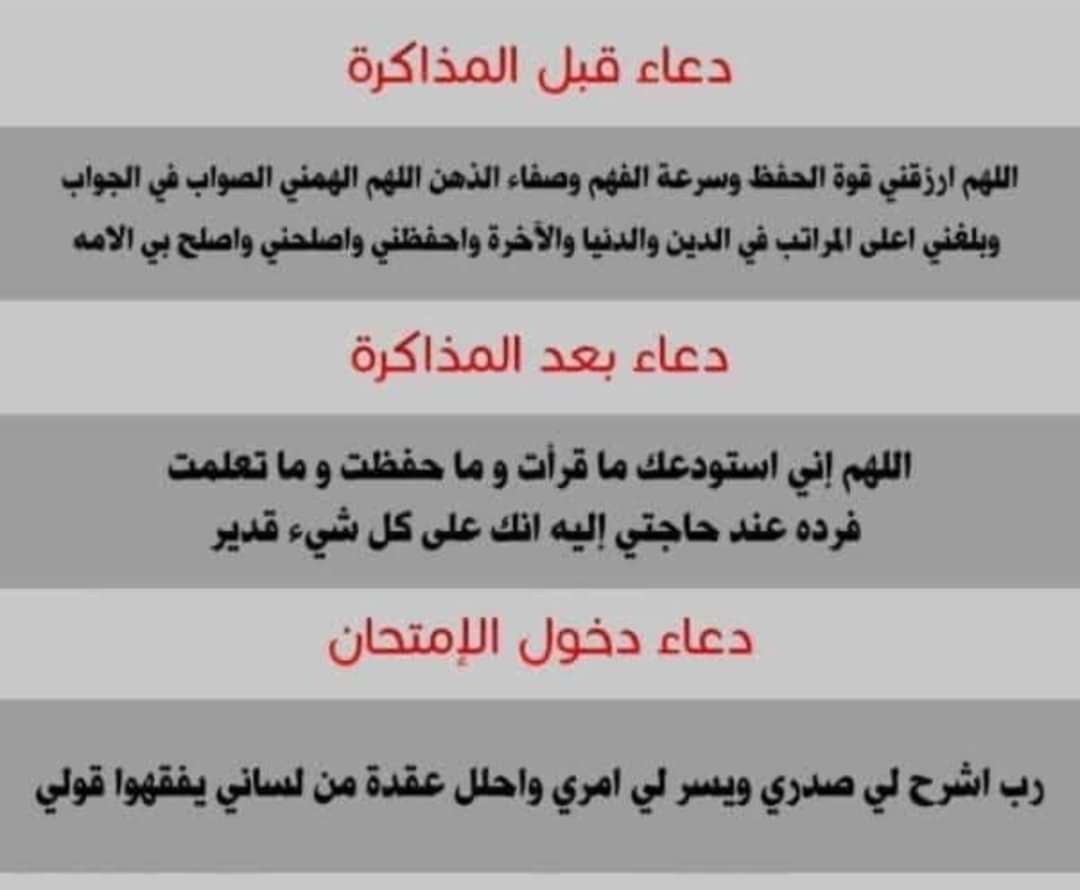 دعاء قبل المذاكرة
اللهم ارزقني قوة الحفظ وسرعة الفهم وصفاء الذهن اللهم الهمني الصواب في الجواب
وبلغني اعلى المراتب في الدين والدنيا والآخرة واحفظني واصلحني واصلح بي الامه
دعاء بعد المذاكرة
اللهم إني استودعك ما قرأت و ما حفظت و ما تعلمت
فرده عند حاجتي إليه انك على كل شيء قدير
دعاء دخول الإمتحان
رب اشرح لي صدري ويسر لي امري واحلل عقدة من لساني يفقهوا قولي